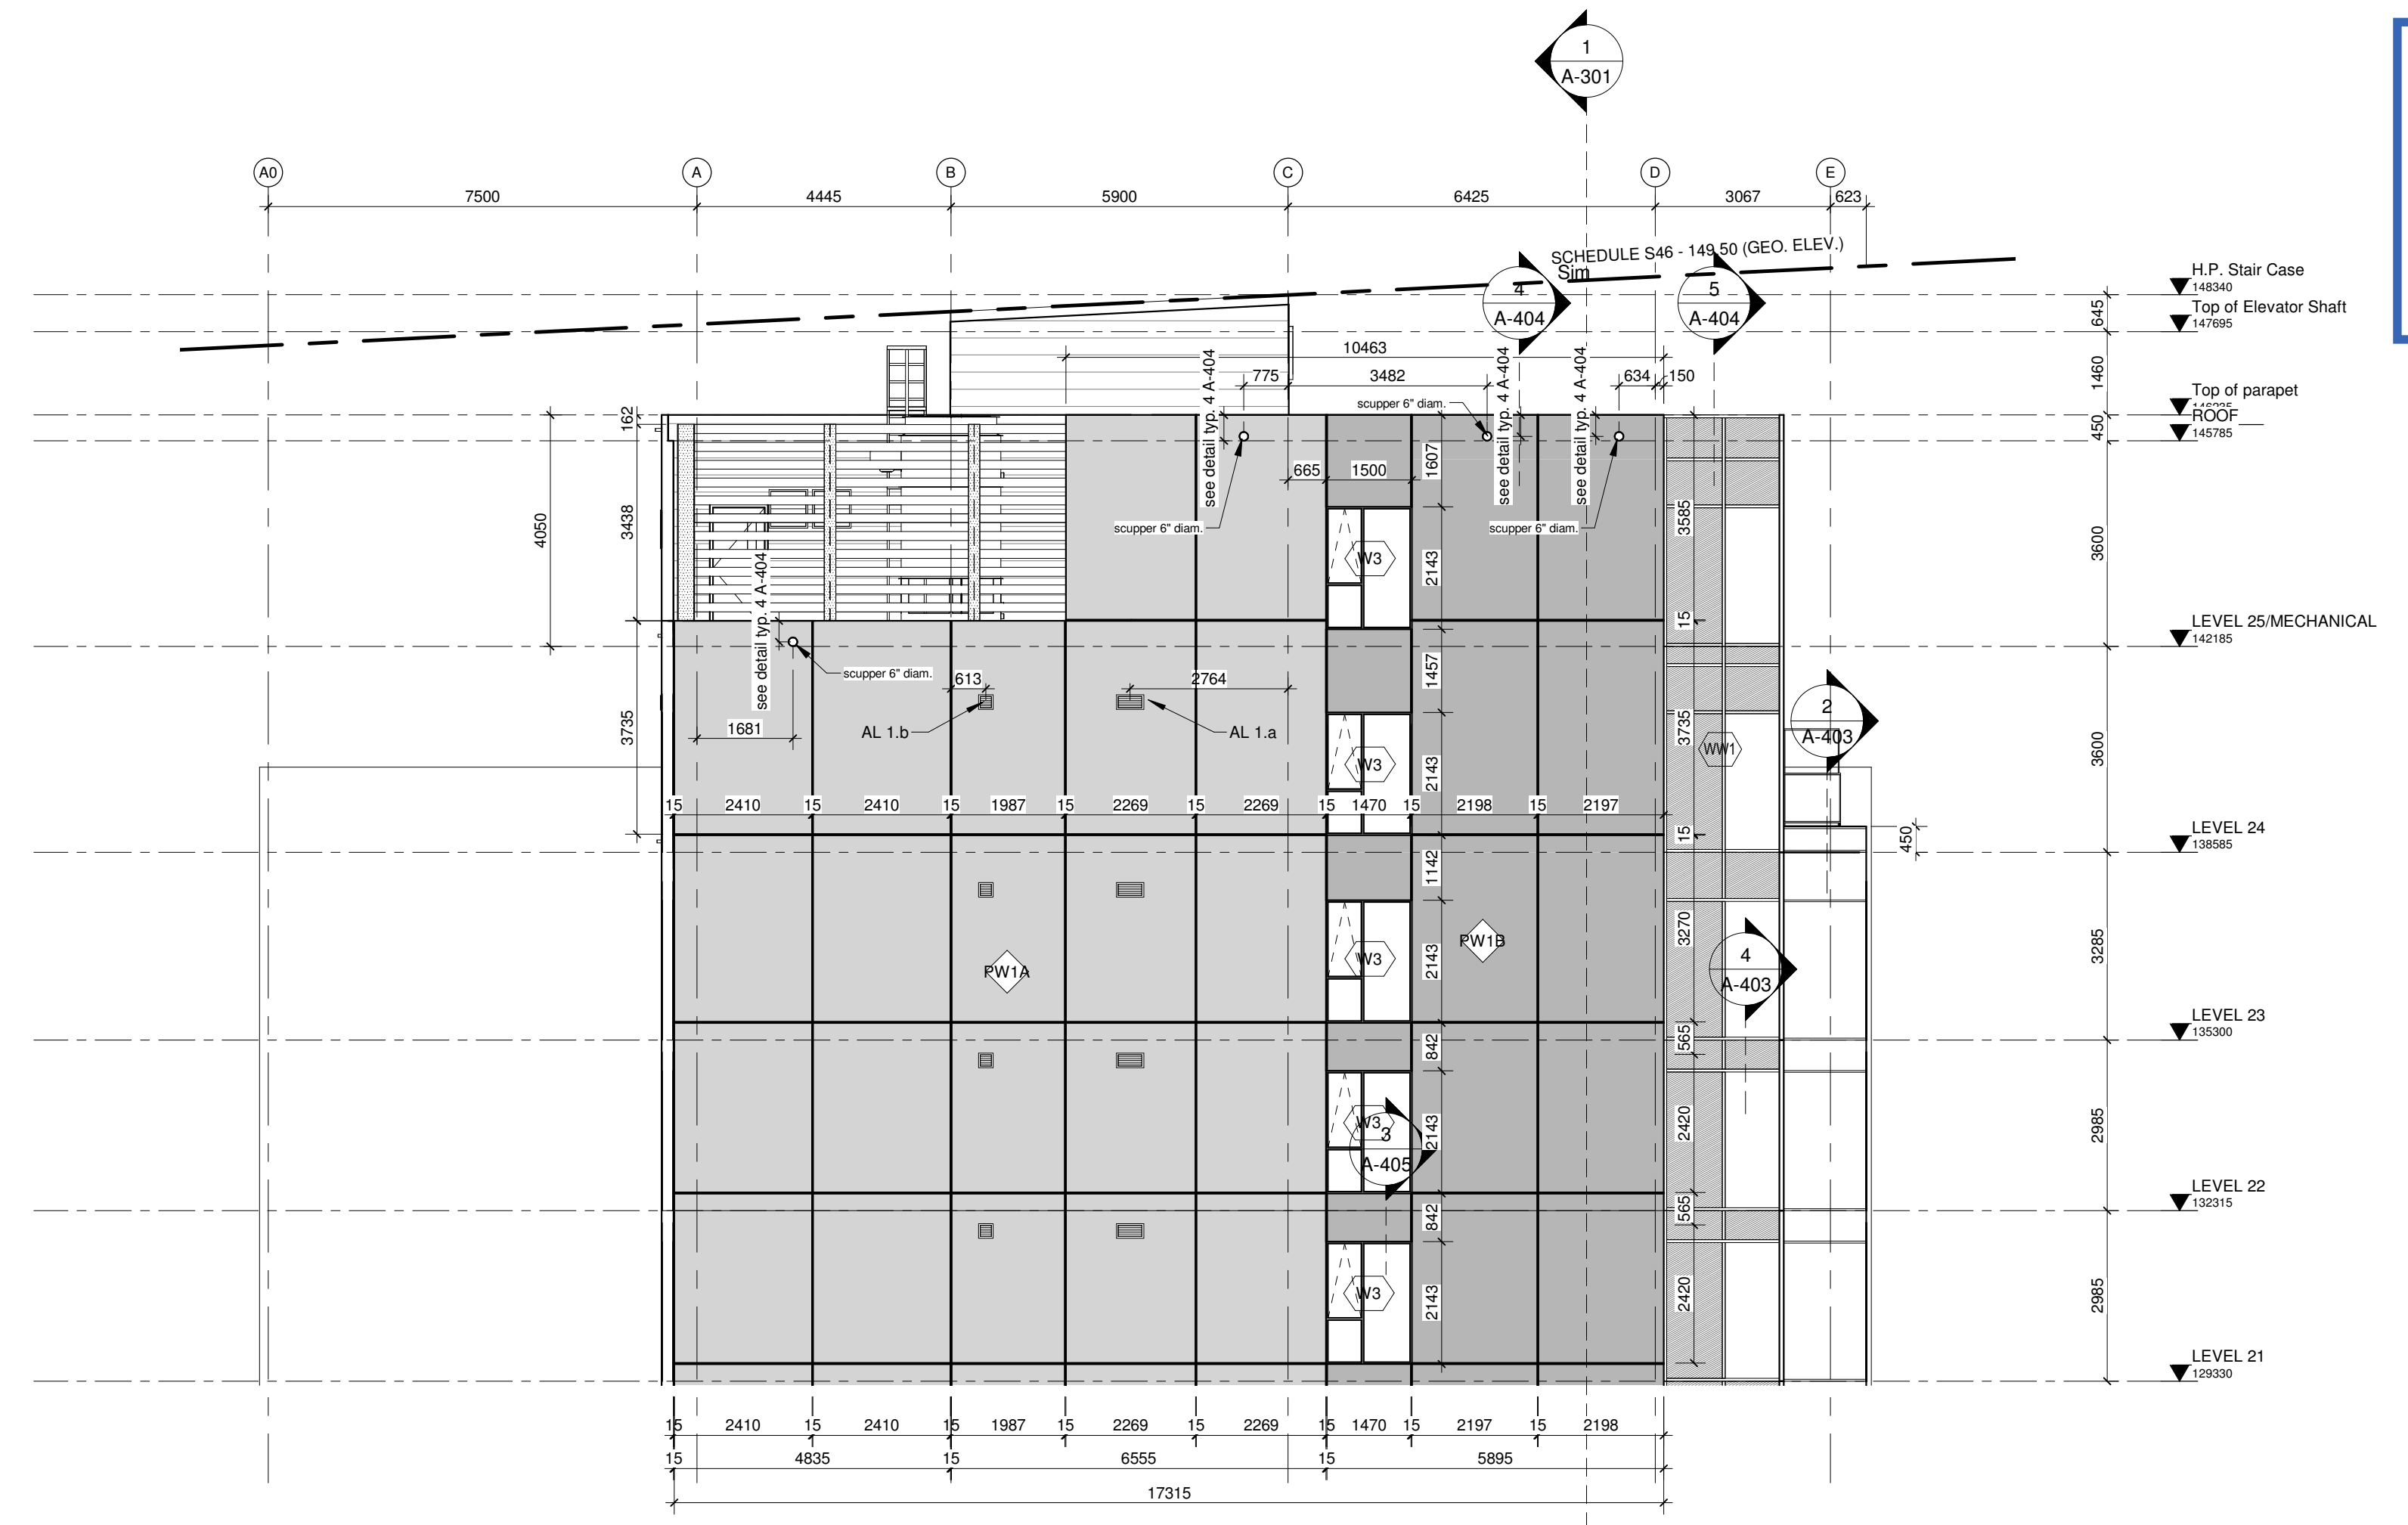 1
A-301
A0
A
B
C
D
E
7500
4445
5900
6425
3067
623
SCHEDULE S46 - 149.50 (GEO. ELEV.)
Sim
4
A-404
5
A-404
H.P. Stair Case
148340
645
Top of Elevator Shaft
147695
1460
Top of parapet
ROOF
145785
450
10463
775
3482
634
150
see detail typ. 4 A-404
see detail typ. 4 A-404
see detail typ. 4 A-404
scupper 6" diam.
162
4050
3438
665
1500
1607
scupper 6" diam.
scupper 6" diam.
3585
3600
W3
2143
see detail typ. 4 A-404
15
LEVEL 25/MECHANICAL
142185
scupper 6" diam.
613
2764
1457
1681
AL 1.b
AL 1.a
3735
W3
2143
3735
WW1
2
A-403
3600
15
2410
15
2410
15
1987
15
2269
15
2269
15
1470
15
2198
15
2197
15
450
LEVEL 24
138585
1142
PW1A
W3
2143
PW1B
3270
4
A-403
3285
LEVEL 23
135300
842
565
W3
3
A-405
2143
2420
2985
LEVEL 22
132315
842
565
W3
2143
2420
2985
LEVEL 21
129330
15
2410
15
2410
15
1987
15
2269
15
2269
15
1470
15
2197
15
2198
15
4835
15
6555
15
5895
17315